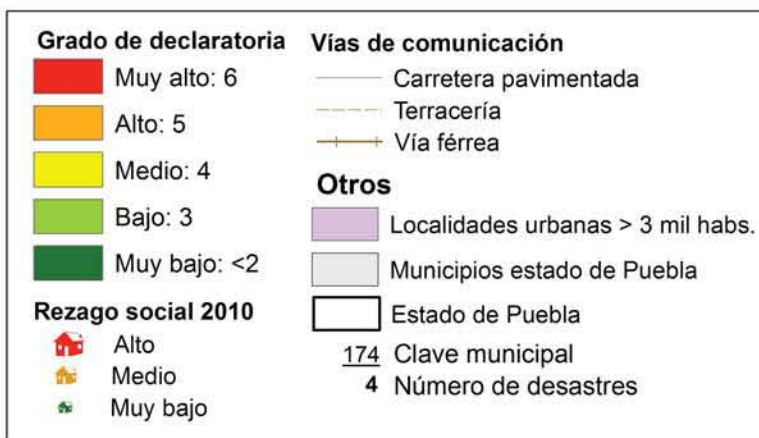 Grado de declaratoria
Muy alto: 6
Alto: 5
Medio: 4
Bajo: 3
Muy bajo: <2
Rezago social 2010
Alto
Medio
Muy bajo
Vías de comunicación
Carretera pavimentada
Terracería
Vía férrea
Otros
Localidades urbanas > 3 mil habs.
Municipios estado de Puebla
Estado de Puebla
174 Clave municipal
4 Número de desastres